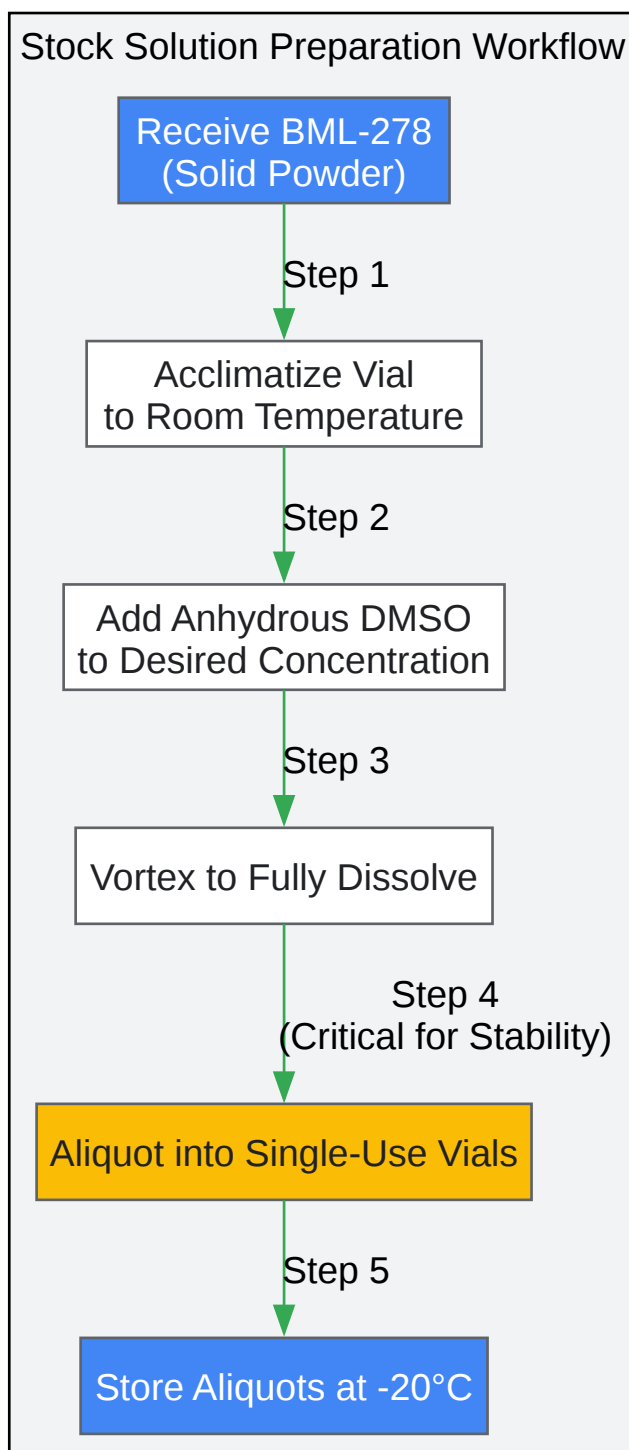 Stock Solution Preparation Workflow
Receive BML-278
(Solid Powder)
Step 1
Acclimatize Vial
to Room Temperature
Step 2
Add Anhydrous DMSO
to Desired Concentration
Step 3
Vortex to Fully Dissolve
Step 4
(Critical for Stability)
Aliquot into Single-Use Vials
Step 5
Store Aliquots at -20°C